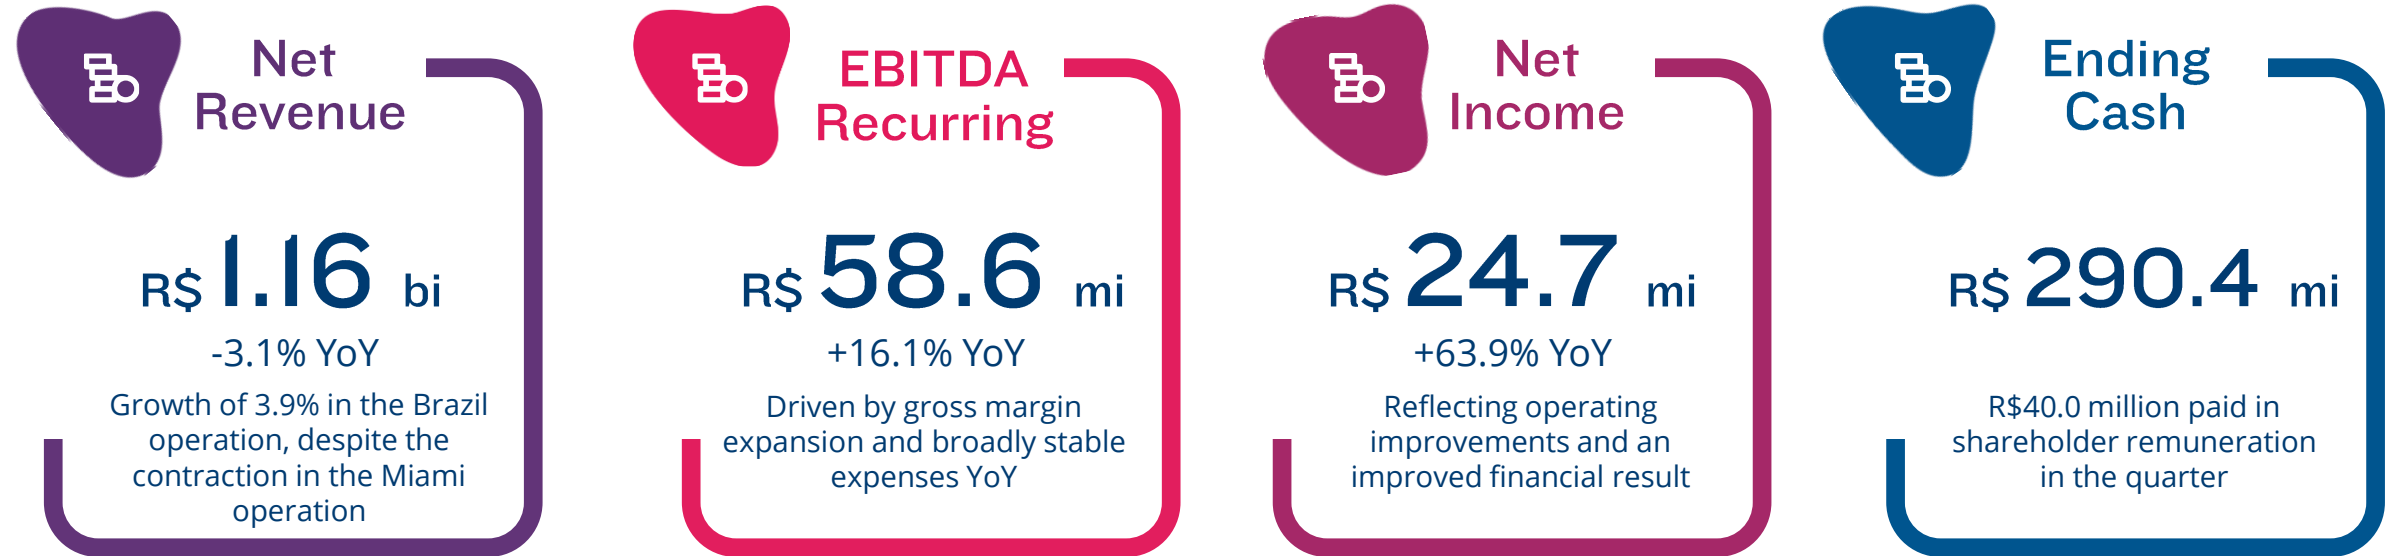 Net
Revenue
R$ 1.16 bi
-3.1% YoY
Growth of 3.9% in the Brazil
operation, despite the
contraction in the Miami
operation
EBITDA
Recurring
R$ 58.6 mi
+16.1% YoY
Driven by gross margin
expansion and broadly stable
expenses YoY
Net
Income
R$ 24.7 mi
+63.9% YoY
Reflecting operating
improvements and an
improved financial result
Ending
Cash
R$ 290.4 mi
R$40.0 million paid in
shareholder remuneration
in the quarter